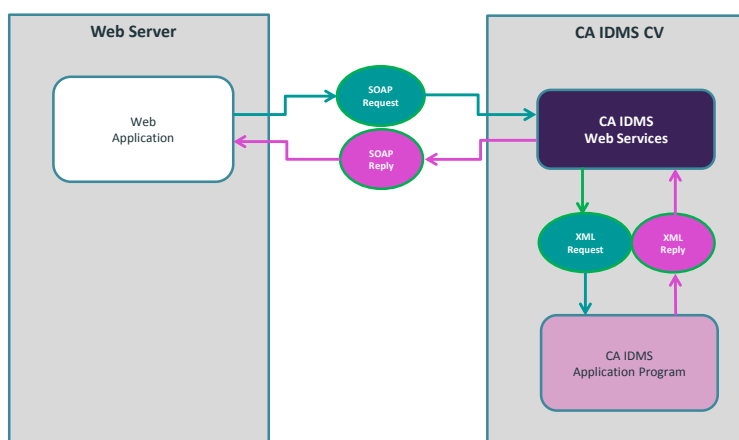 Web Server
CA IDMS CV
Web
Application
SOAP
Request
SOAP
Reply
CA IDMS
Web Services
XML
Request
XML
Reply
CA IDMS
Application Program